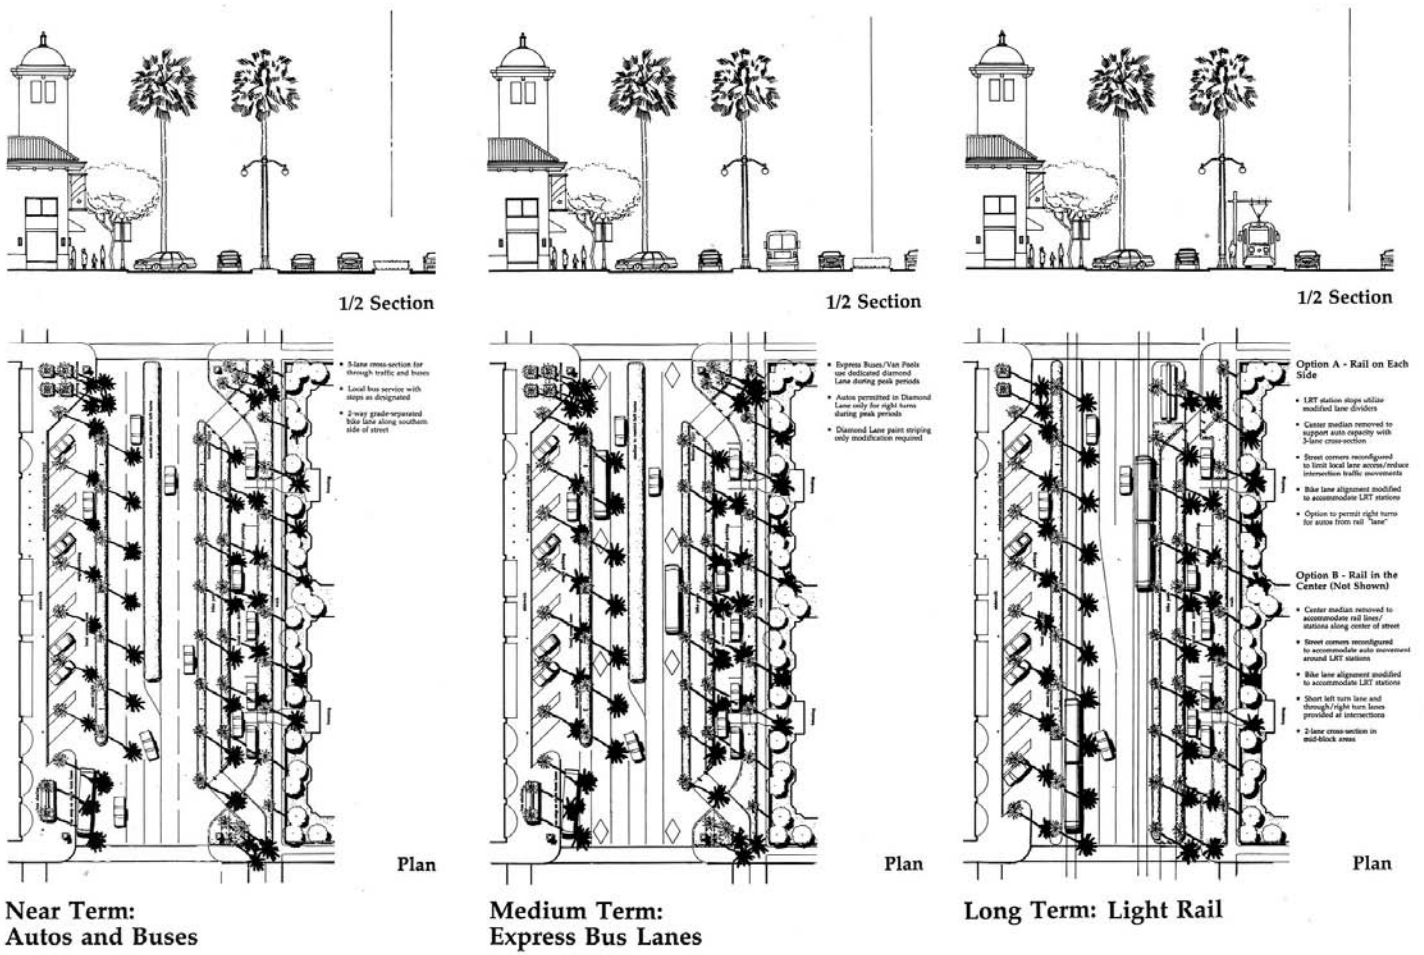 1/2 Section
1/2 Section
1/2 Section
3-lane cross-section for
through traffic and buses
Local bus service with
stops as designated
2-way grade-separated
bike lane along southern
side of street
Plan
Near Term:
Autos and Buses
Express Buses/Van Pools
use dedicated diamond
Lane during peak periods
Autos permitted in Diamond
Lane only for right turns
during peak periods
Diamond Lane paint striping
only modification required
Plan
Medium Term:
Express Bus Lanes
Option A - Rail on Each
Side
LRT station stops utilize
modified lane dividers
Center median removed to
support auto capacity with
3-lane cross-section
Street corners reconfigured
to limit local lane access/reduce
intersection traffic movements
Bike lane alignment modified
to accommodate LRT stations
Option to permit right turns
for autos from rail "lane"
Option B - Rail in the
Center (Not Shown)
Center median removed to
accommodate rail lines/
stations along center of street
Street corners reconfigured
to accommodate auto movement
around LRT stations
Bike lane alignment modified
to accommodate LRT stations
Short left turn lane and
through/right turn lanes
provided at intersections
2-lane cross-section in
mid-block areas
Plan
Long Term: Light Rail